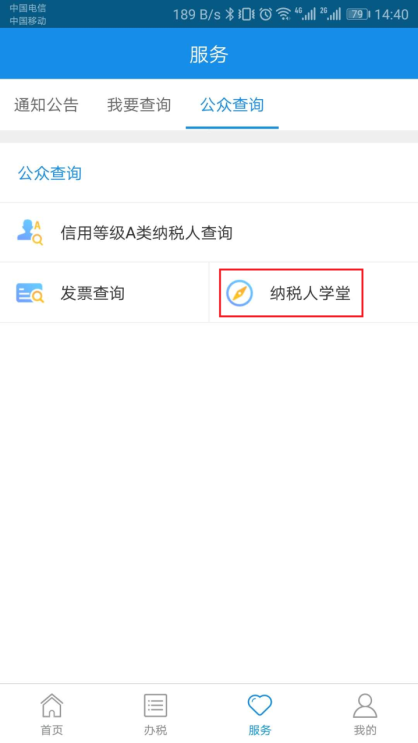 中国电信
中国移动
189 B/s 4G 2G 79 14:40
服务
通知公告 我要查询 公众查询
公众查询
信用等级A类纳税人查询
发票查询 纳税人学堂
首页 办税 服务 我的